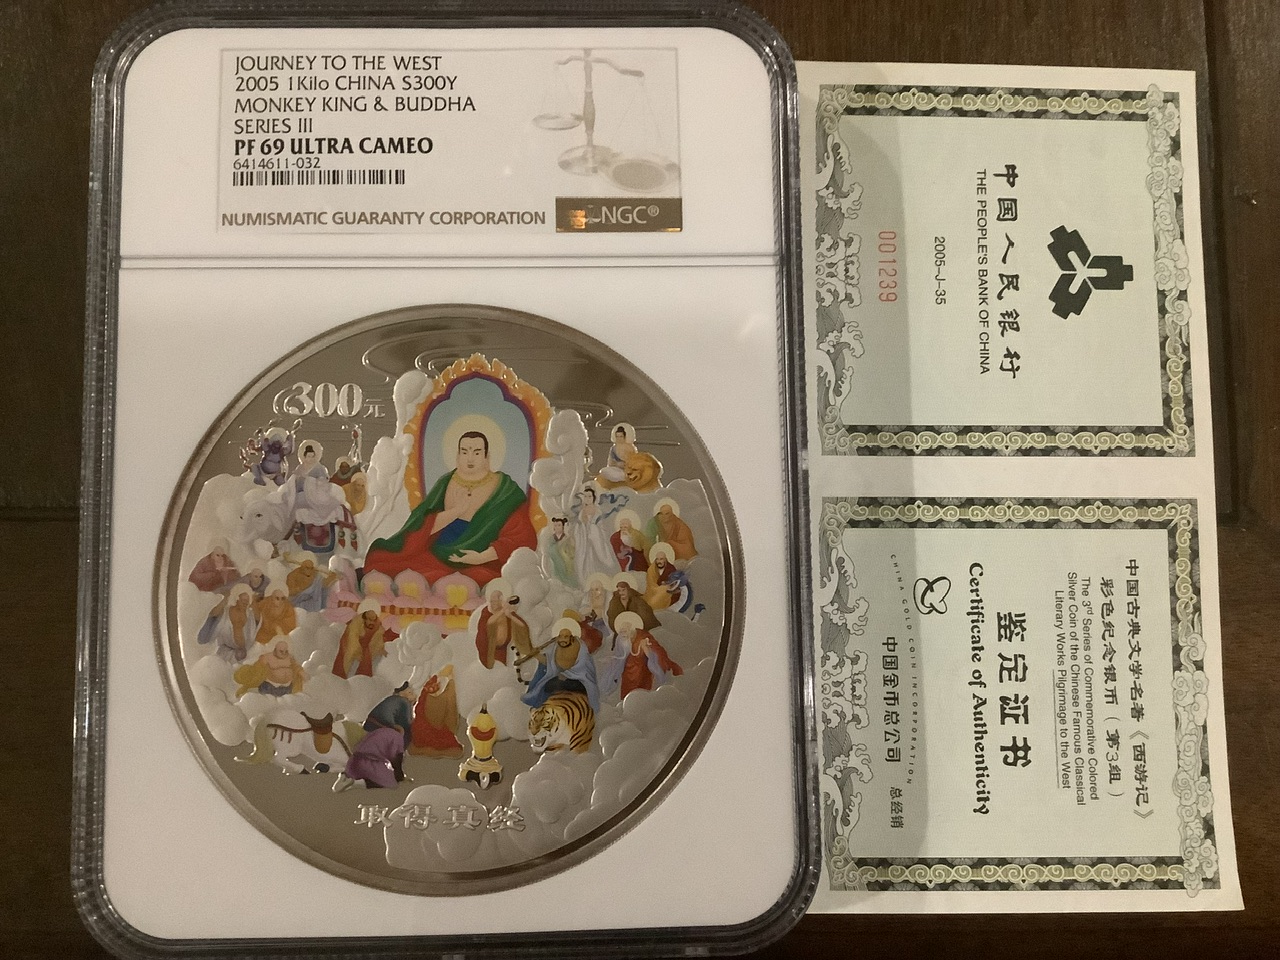 JOURNEY TO THE WEST
2005 1Kilo CHINA S300Y
MONKEY KING & BUDDHA
SERIES III
PF 69 ULTRA CAMEO
6414611-032
NUMISMATIC GUARANTY CORPORATION
NGC®
300元
取得真经
中国人民银行
THE PEOPLE'S BANK OF CHINA
2005-J-35
001239
中国古典文学名著《西游记》
彩色纪念银币（第3组）
The 3rd Series of Commemorative Colored
Silver Coin of the Chinese Famous Classical
Literary Works Pilgrimage to the West
鉴定证书
Certificate of Authenticity
CHINA GOLD COIN INCORPORATION
中国金币总公司 总经销